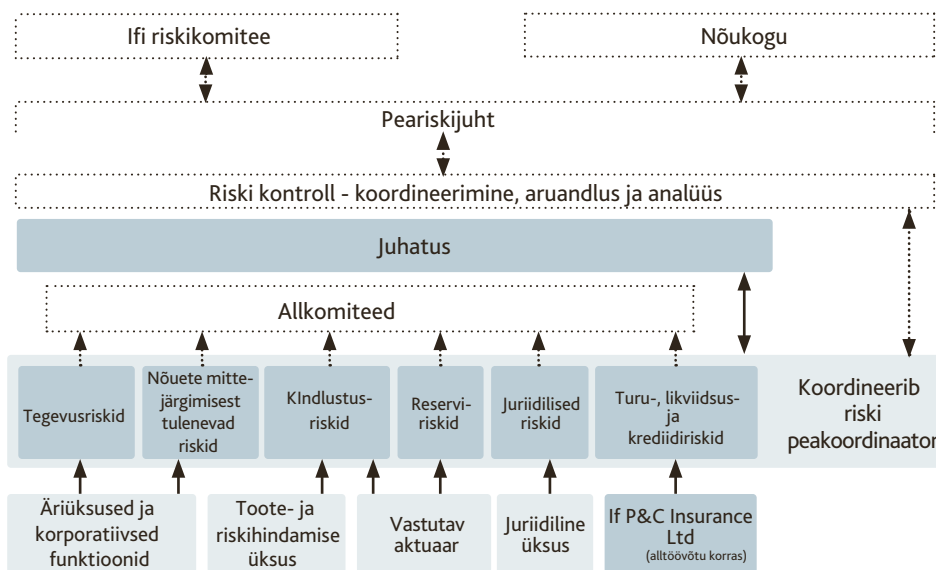 Ifi riskikomitee
Nõukogu
Peariskijuht
Riski kontroll - koordineerimine, aruandlus ja analüüs
Juhatus
Allkomiteed
Tegevusriskid
Nõuete mitte-
järgimisest
tulenevad
riskid
KIndlustus-
riskid
Reservi-
riskid
Juriidilised
riskid
Turu-, likviidsus-
ja
krediidiriskid
Koordineerib
riski
peakoordinaator
Äriüksused ja
korporatiivsed
funktsioonid
Toote- ja
riskihindamise
üksus
Vastutav
aktuaar
Juriidiline
üksus
If P&C Insurance
Ltd
(alltöövõtu korras)